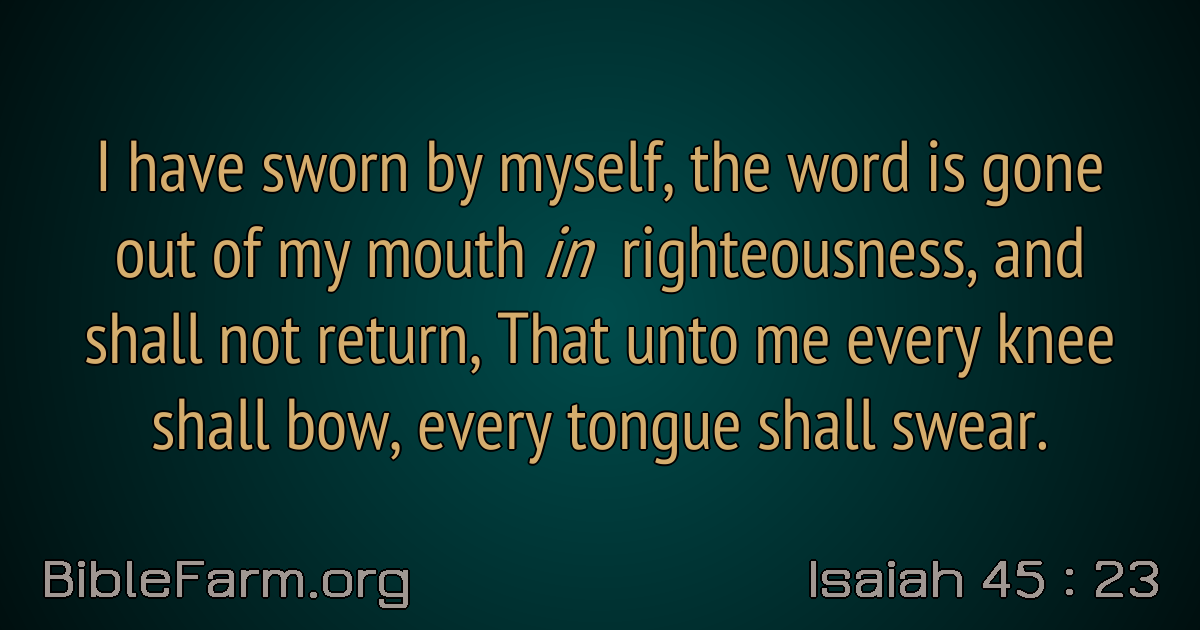 I have sworn by myself, the word is gone
out of my mouth in righteousness, and
shall not return, That unto me every knee
shall bow, every tongue shall swear.
BibleFarm.org
Isaiah 45 : 23